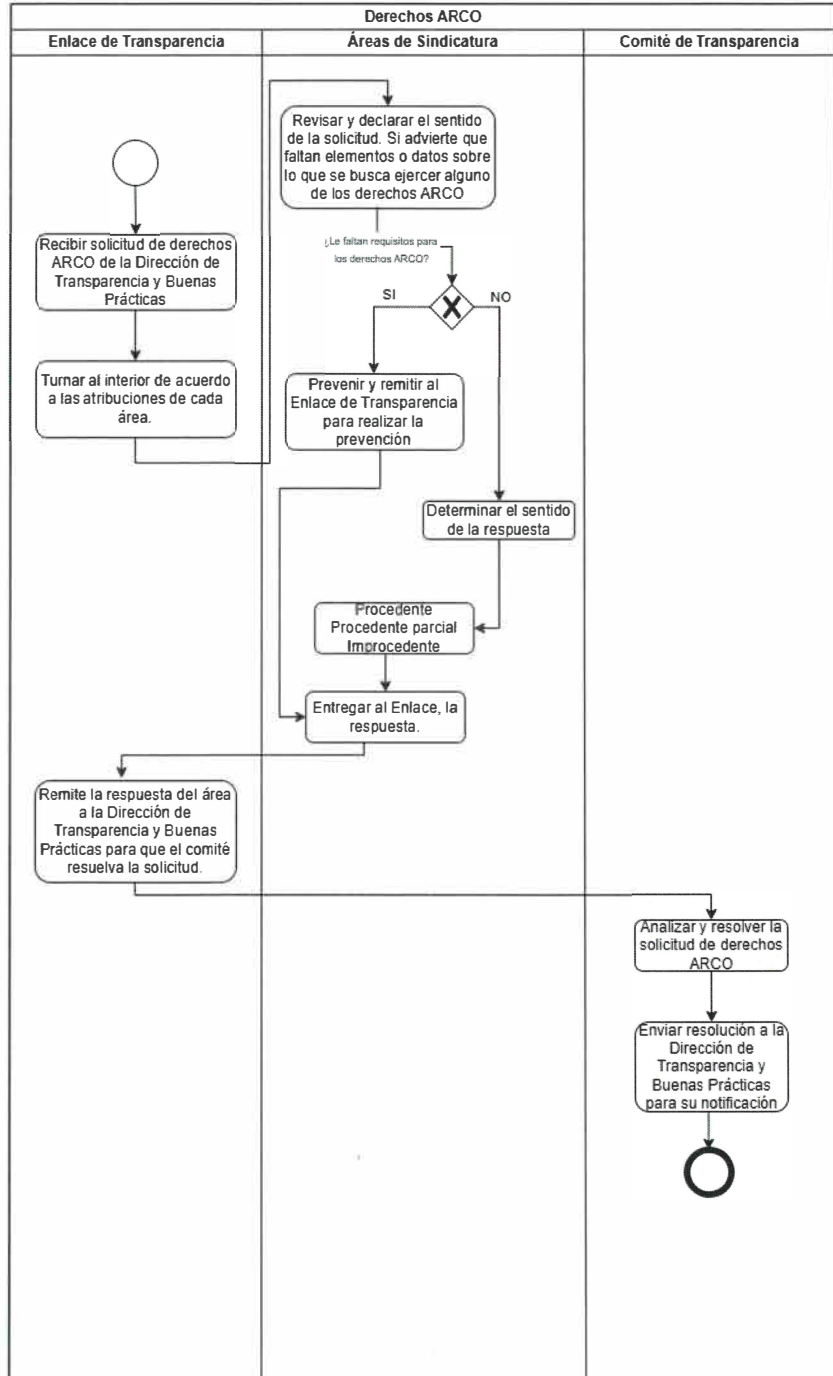 Derechos ARCO
Enlace de Transparencia
Áreas de Sindicatura
Comité de Transparencia
Revisar y declarar el sentido
de la solicitud. Si advierte que
faltan elementos o datos sobre
lo que se busca ejercer alguno
de los derechos ARCO
Recibir solicitud de derechos
ARCO de la Dirección de
Transparencia y Buenas
Prácticas
¿Le faltan requisitos para
los derechos ARCO?
SI
NO
Turnar al interior de acuerdo
a las atribuciones de cada
área.
Prevenir y remitir al
Enlace de Transparencia
para realizar la
prevención
Determinar el sentido
de la respuesta
Procedente
Procedente parcial
Improcedente
Entregar al Enlace, la
respuesta.
Remite la respuesta del área
a la Dirección de
Transparencia y Buenas
Prácticas para que el comité
resuelva la solicitud.
Analizar y resolver la
solicitud de derechos
ARCO
Enviar resolución a la
Dirección de
Transparencia y
Buenas Prácticas
para su notificación